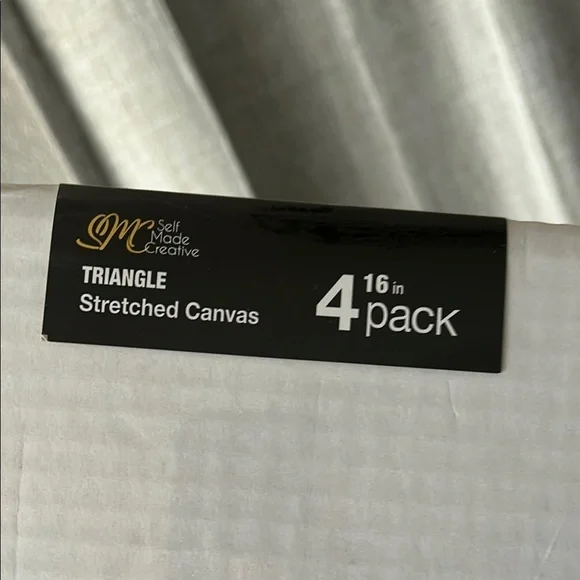 SMC Self
Made
Creative
TRIANGLE
Stretched Canvas
4 16 in
pack